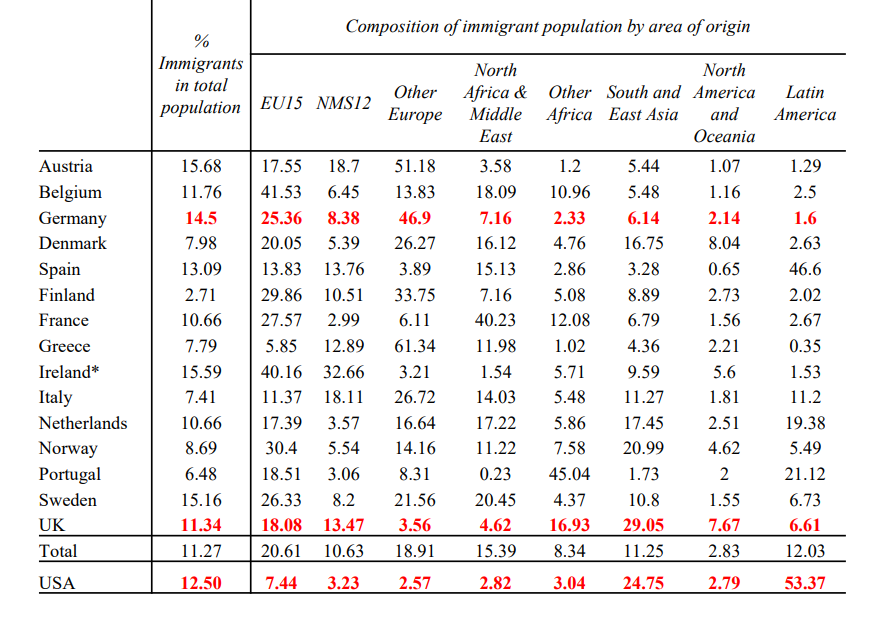 Composition of immigrant population by area of origin
%
Immigrants
in total
population
EU15 NMS12 Other
Europe
North
Africa &
Middle
East
Other
Africa
South and
East Asia
North
America
and
Oceania
Latin
America
Austria 15.68 17.55 18.7 51.18 3.58 1.2 5.44 1.07 1.29
Belgium 11.76 41.53 6.45 13.83 18.09 10.96 5.48 1.16 2.5
Germany 14.5 25.36 8.38 46.9 7.16 2.33 6.14 2.14 1.6
Denmark 7.98 20.05 5.39 26.27 16.12 4.76 16.75 8.04 2.63
Spain 13.09 13.83 13.76 3.89 15.13 2.86 3.28 0.65 46.6
Finland 2.71 29.86 10.51 33.75 7.16 5.08 8.89 2.73 2.02
France 10.66 27.57 2.99 6.11 40.23 12.08 6.79 1.56 2.67
Greece 7.79 5.85 12.89 61.34 11.98 1.02 4.36 2.21 0.35
Ireland* 15.59 40.16 32.66 3.21 1.54 5.71 9.59 5.6 1.53
Italy 7.41 11.37 18.11 26.72 14.03 5.48 11.27 1.81 11.2
Netherlands 10.66 17.39 3.57 16.64 17.22 5.86 17.45 2.51 19.38
Norway 8.69 30.4 5.54 14.16 11.22 7.58 20.99 4.62 5.49
Portugal 6.48 18.51 3.06 8.31 0.23 45.04 1.73 2 21.12
Sweden 15.16 26.33 8.2 21.56 20.45 4.37 10.8 1.55 6.73
UK 11.34 18.08 13.47 3.56 4.62 16.93 29.05 7.67 6.61
Total 11.27 20.61 10.63 18.91 15.39 8.34 11.25 2.83 12.03
USA 12.50 7.44 3.23 2.57 2.82 3.04 24.75 2.79 53.37